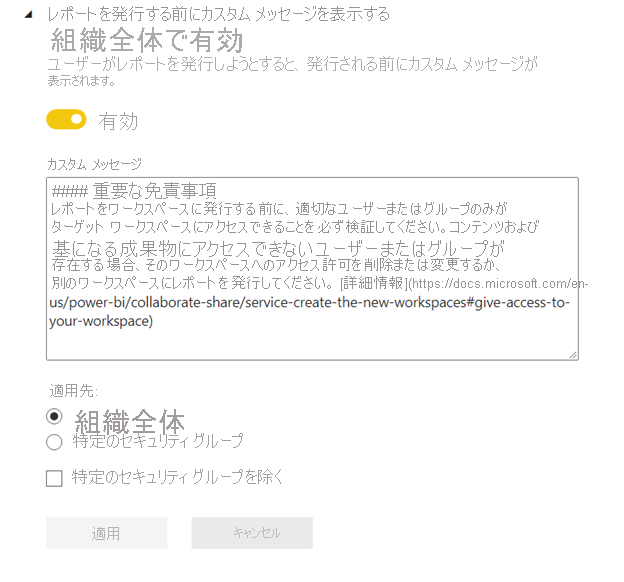 レポートを発行する前にカスタム メッセージを表示する
組織全体で有効
ユーザーがレポートを発行しようとすると、発行される前にカスタム メッセージが
表示されます。
有効
カスタム メッセージ
#### 重要な免責事項
レポートをワークスペースに発行する前に、適切なユーザーまたはグループのみが
ターゲット ワークスペースにアクセスできることを必ず検証してください。コンテンツおよび
基になる成果物にアクセスできないユーザーまたはグループが
存在する場合、そのワークスペースへのアクセス許可を削除または変更するか、
別のワークスペースにレポートを発行してください。[詳細情報](https://docs.microsoft.com/en-
us/power-bi/collaborate-share/service-create-the-new-workspaces#give-access-to-
your-workspace)
適用先:
組織全体
特定のセキュリティ グループ
特定のセキュリティ グループを除く
適用 キャンセル